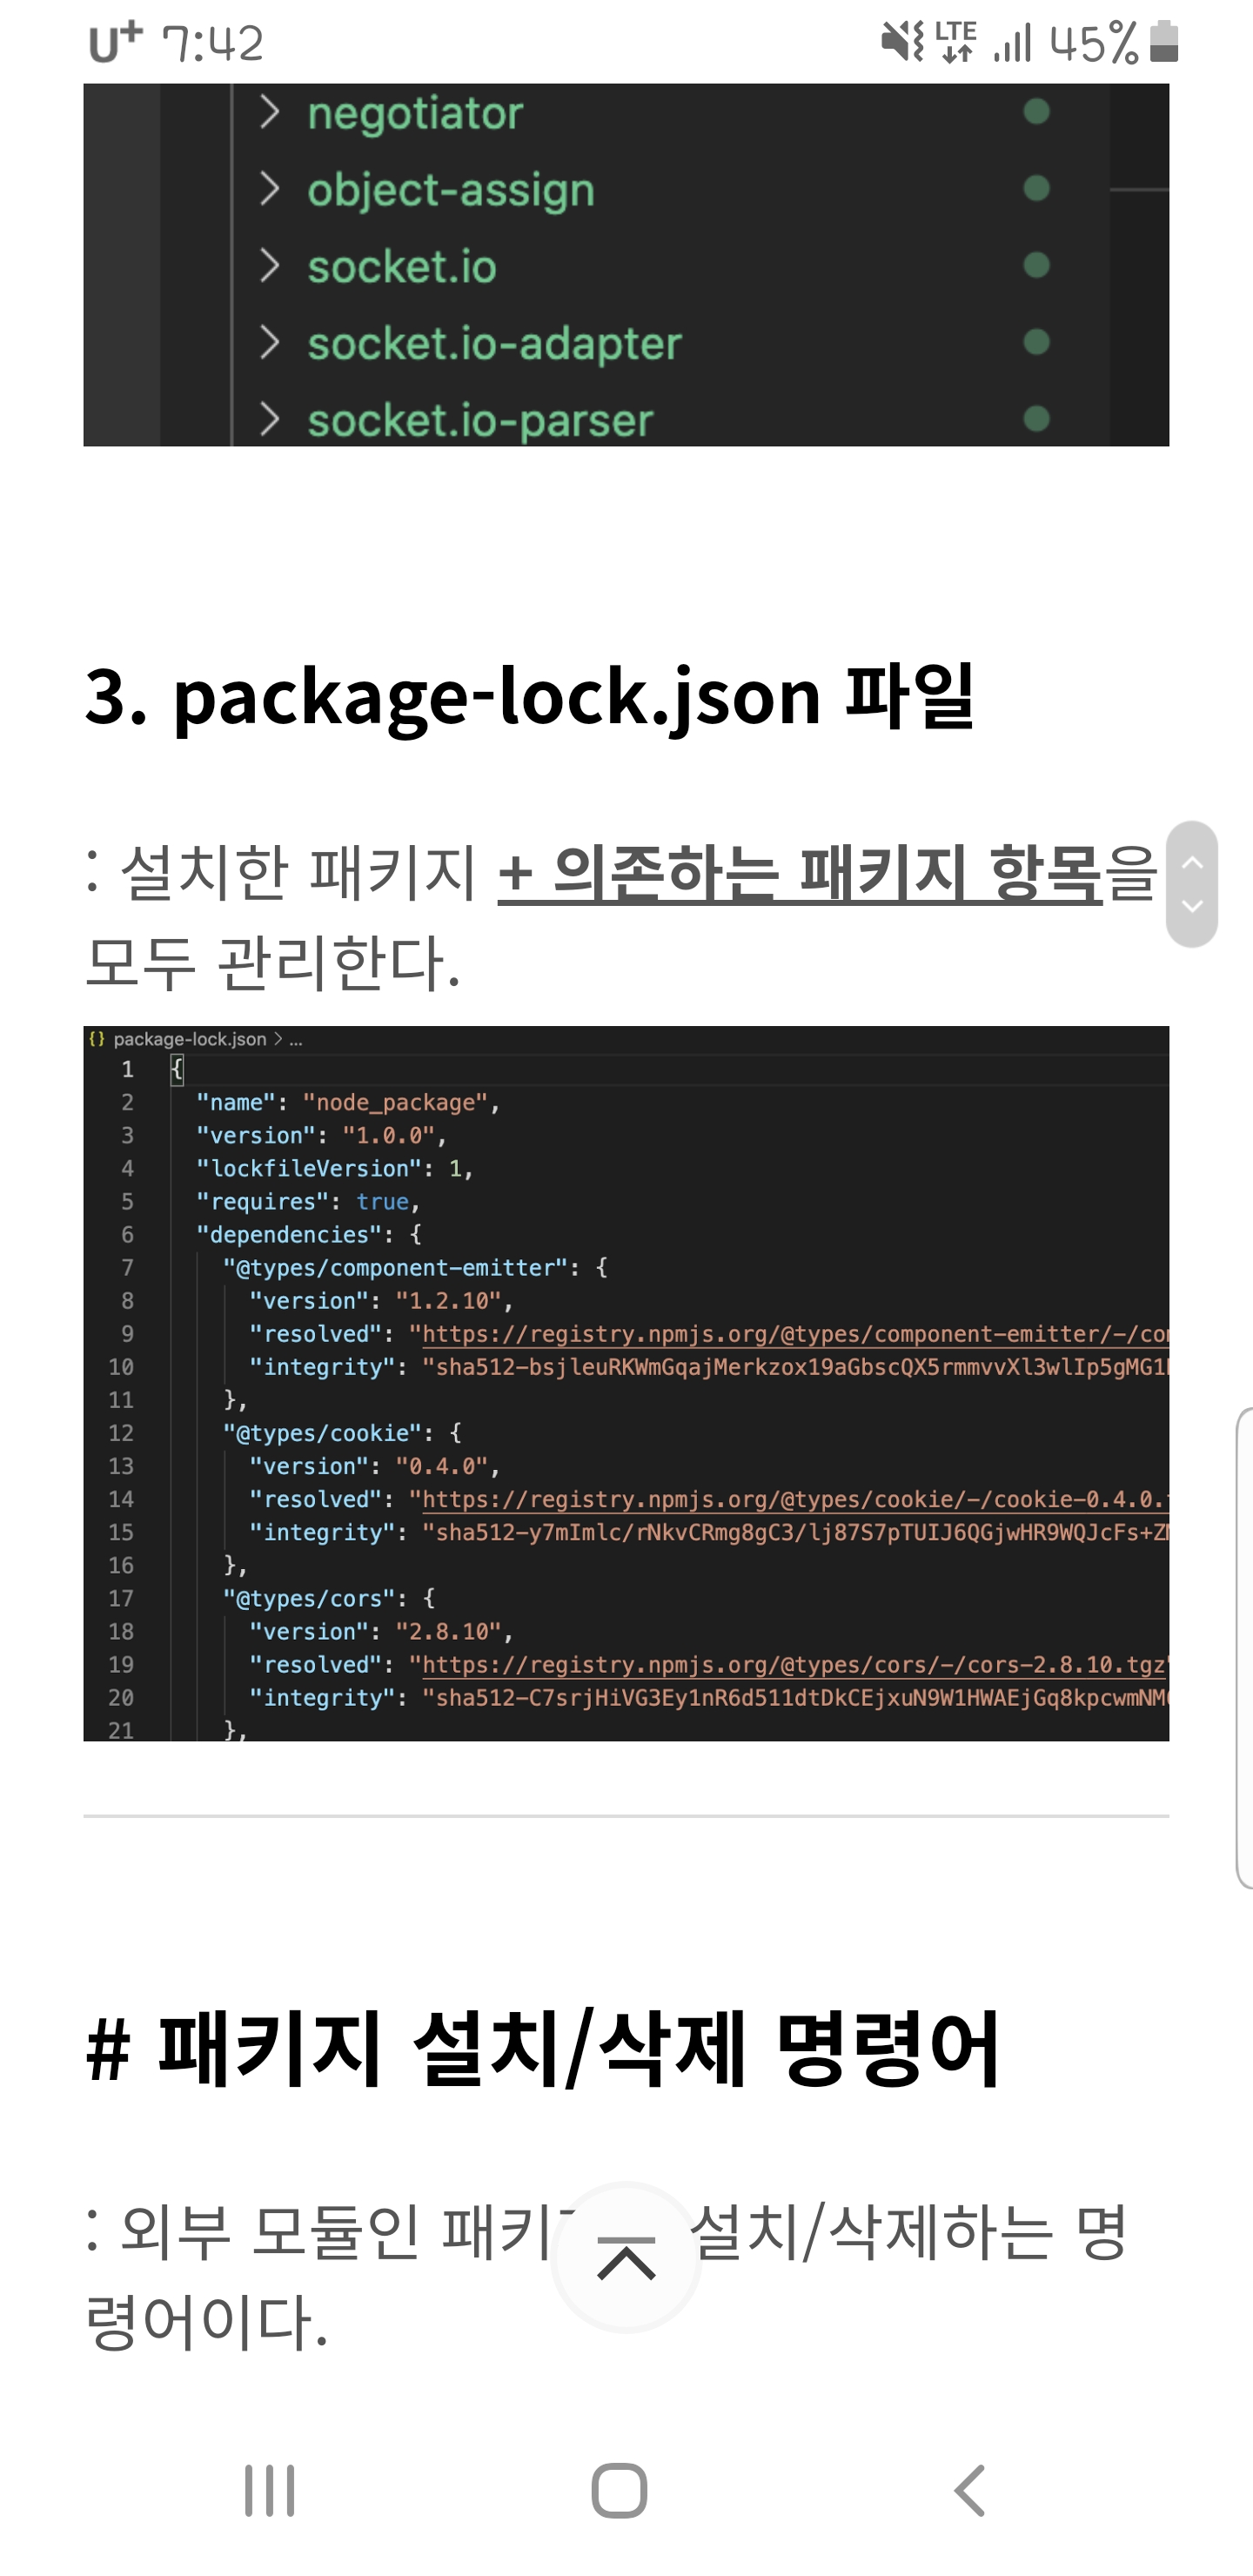 U+ 7:42 LTE 45%
negotiator
object-assign
socket.io
socket.io-adapter
socket.io-parser
3. package-lock.json 파일
: 설치한 패키지 + 의존하는 패키지 항목을
모두 관리한다.
{} package-lock.json > ...
1 {
2 "name": "node_package",
3 "version": "1.0.0",
4 "lockfileVersion": 1,
5 "requires": true,
6 "dependencies": {
7 "@types/component-emitter": {
8 "version": "1.2.10",
9 "resolved": "https://registry.npmjs.org/@types/component-emitter/-/co
10 "integrity": "sha512-bsjleuRKWmGqajMerkzox19aGbscQX5rmmvvXl3wlIp5gMG1
11 },
12 "@types/cookie": {
13 "version": "0.4.0",
14 "resolved": "https://registry.npmjs.org/@types/cookie/-/cookie-0.4.0.
15 "integrity": "sha512-y7mImlc/rNkvCRmg8gC3/lj87S7pTUIJ6QGjwHR9WQJcFs+Z
16 },
17 "@types/cors": {
18 "version": "2.8.10",
19 "resolved": "https://registry.npmjs.org/@types/cors/-/cors-2.8.10.tgz"
20 "integrity": "sha512-C7srjHiVG3Ey1nR6d511dtDkCEjxuN9W1HWAEjGq8kpcwmNM
21 },
# 패키지 설치/삭제 명령어
: 외부 모듈인 패키 설치/삭제하는 명
령어이다.